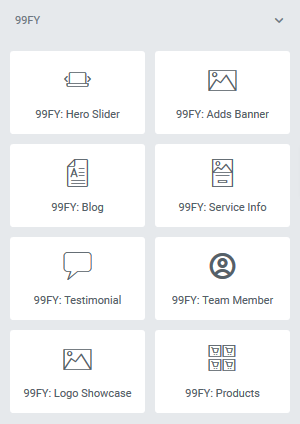 99FY
99FY: Hero Slider
99FY: Adds Banner
99FY: Blog
99FY: Service Info
99FY: Testimonial
99FY: Team Member
99FY: Logo Showcase
99FY: Products